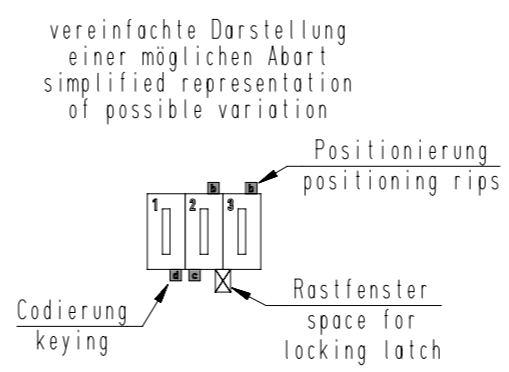 vereinfachte Darstellung
einer möglichen Abart
simplified representation
of possible variation
Positionierung
positioning rips
b b
1 2 3
d c
Codierung
keying
Rastfenster
space for
locking latch